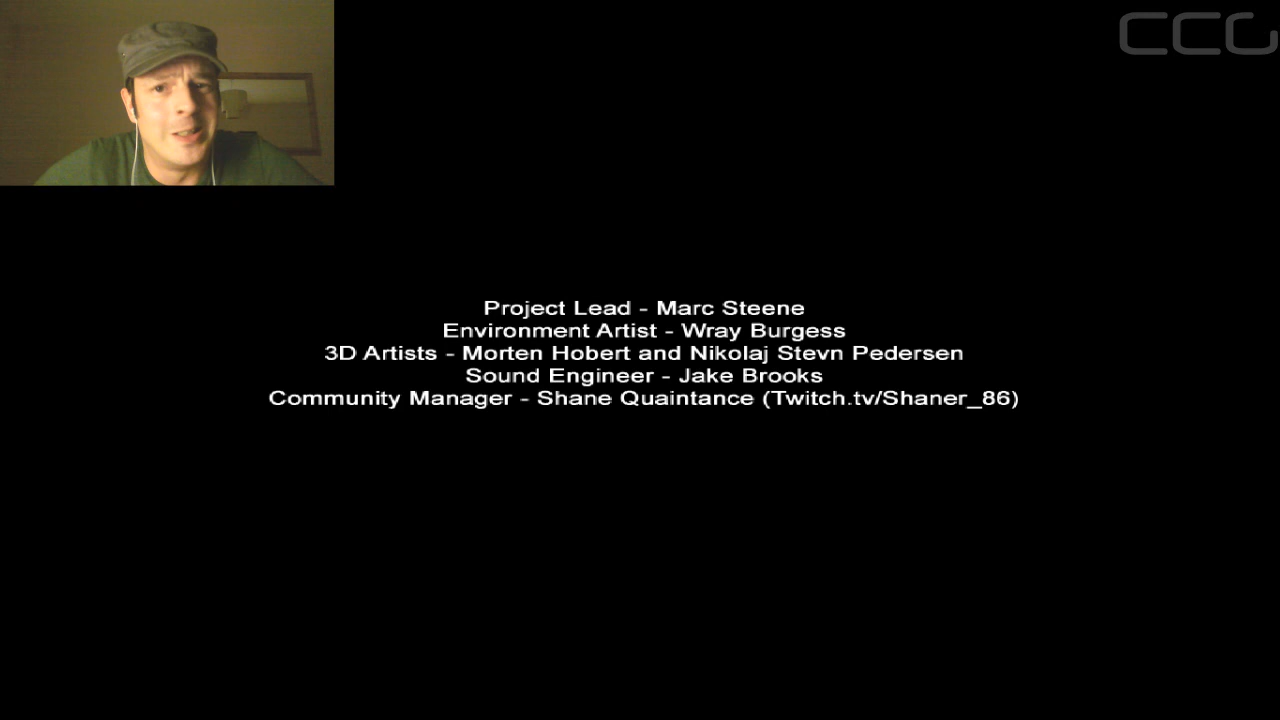 CCG
Project Lead - Marc Steene
Environment Artist - Wray Burgess
3D Artists - Morten Hobert and Nikolaj Stevn Pedersen
Sound Engineer - Jake Brooks
Community Manager - Shane Quaintance (Twitch.tv/Shaner_86)